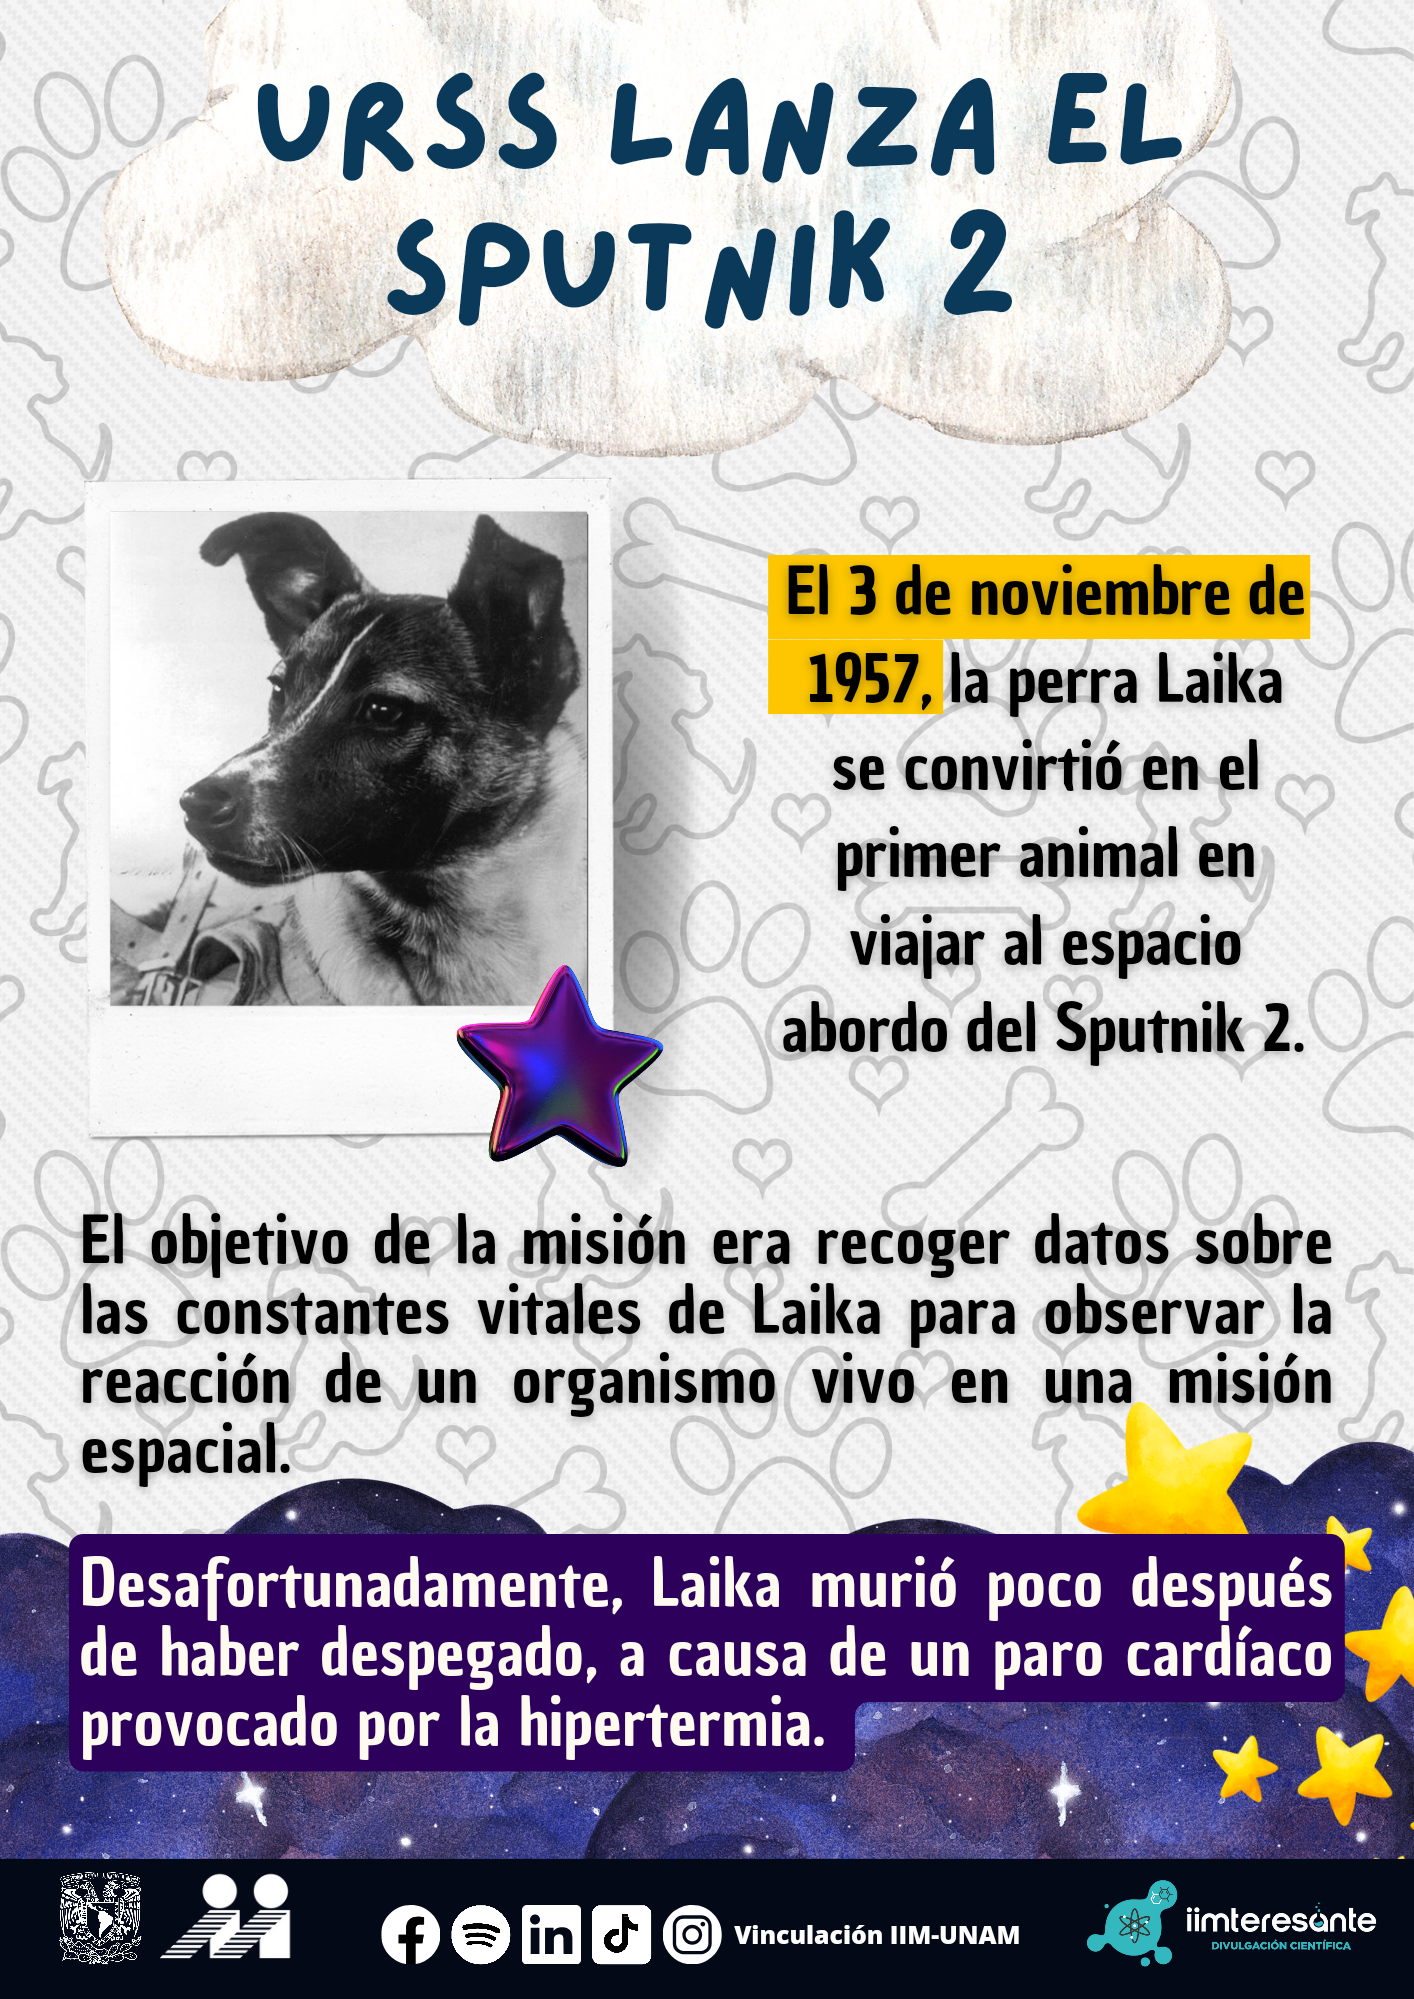 URSS LANZA EL
SPUTNIK 2
El 3 de noviembre de
1957, la perra Laika
se convirtió en el
primer animal en
viajar al espacio
abordo del Sputnik 2.
El objetivo de la misión era recoger datos sobre
las constantes vitales de Laika para observar la
reacción de un organismo vivo en una misión
espacial.
Desafortunadamente, Laika murió poco después
de haber despegado, a causa de un paro cardíaco
provocado por la hipertermia.
Vinculación IIM-UNAM
iimteresante
DIVULGACIÓN CIENTÍFICA